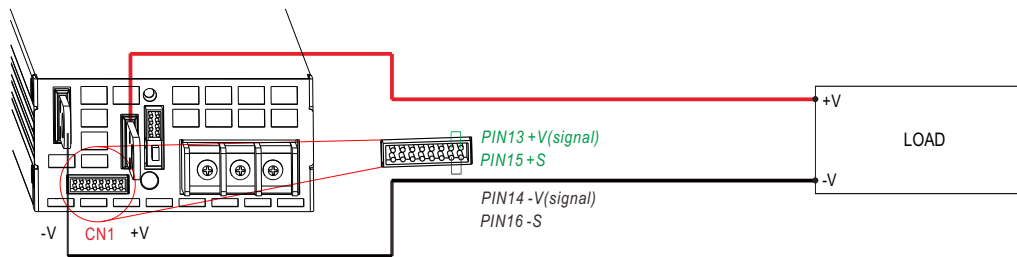 +V
LOAD
PIN13 +V(signal)
PIN15 +S
-V
PIN14 -V(signal)
PIN16 -S
-V CN1 +V